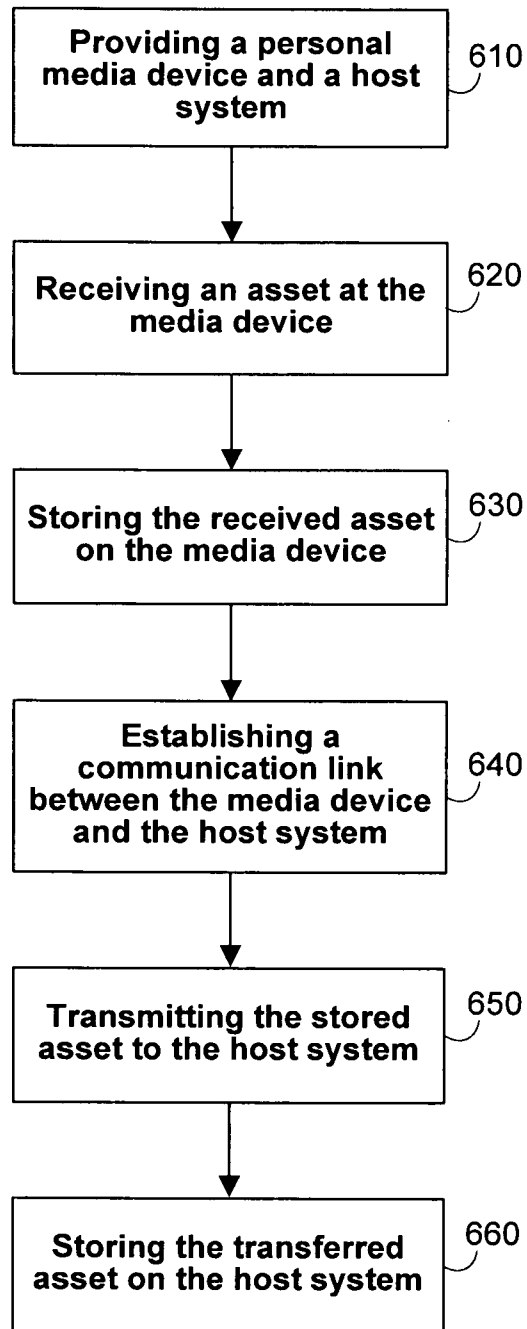 Providing a personal
media device and a host
system
610
Receiving an asset at the
media device
620
Storing the received asset
on the media device
630
Establishing a
communication link
between the media device
and the host system
640
Transmitting the stored
asset to the host system
650
Storing the transferred
asset on the host system
660